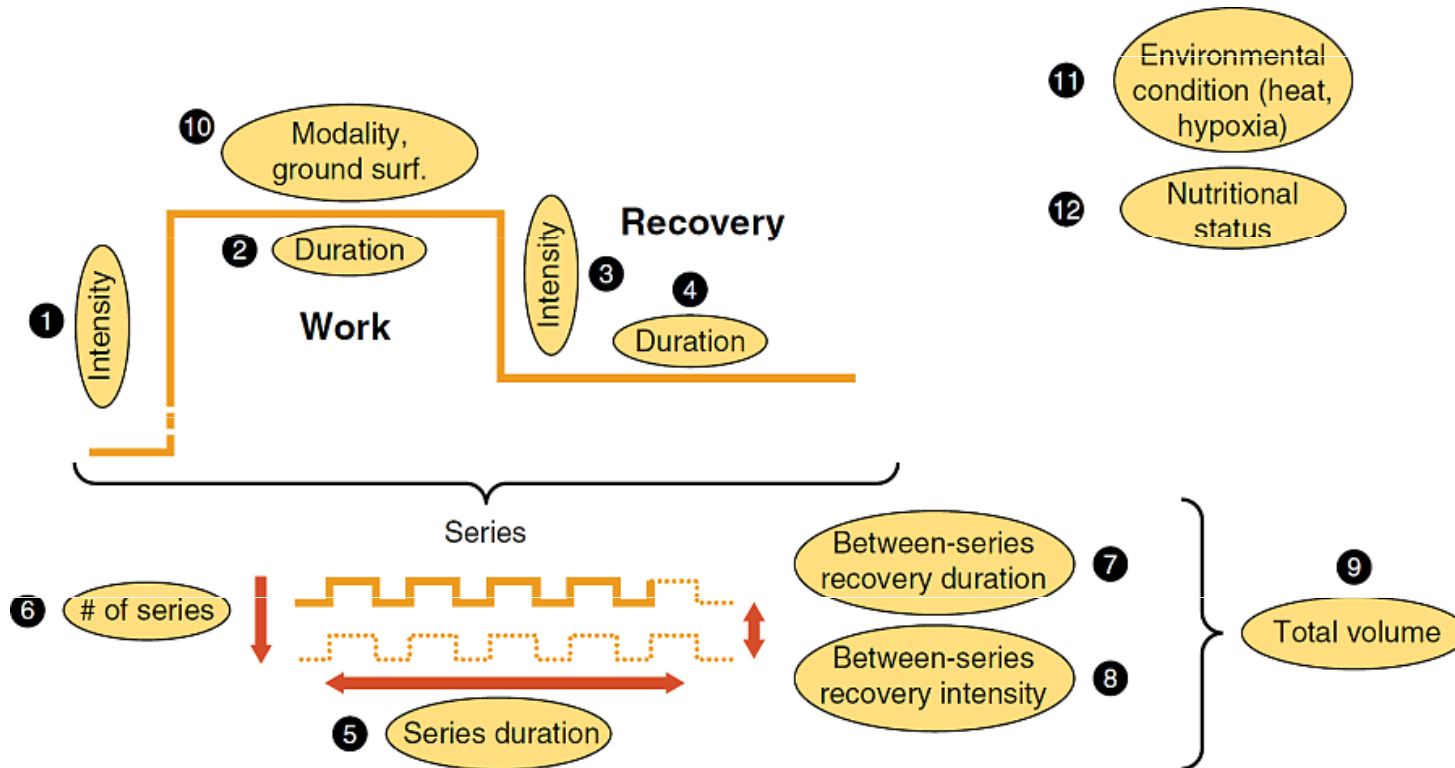 11
Environmental
condition (heat,
hypoxia)
10
Modality,
ground surf.
12
Nutritional
status
Recovery
2
Duration
Intensity
3
4
1
Intensity
Work
Duration
Series
Between-series
recovery duration
7
9
6
# of series
Total volume
Between-series
recovery intensity
8
5
Series duration